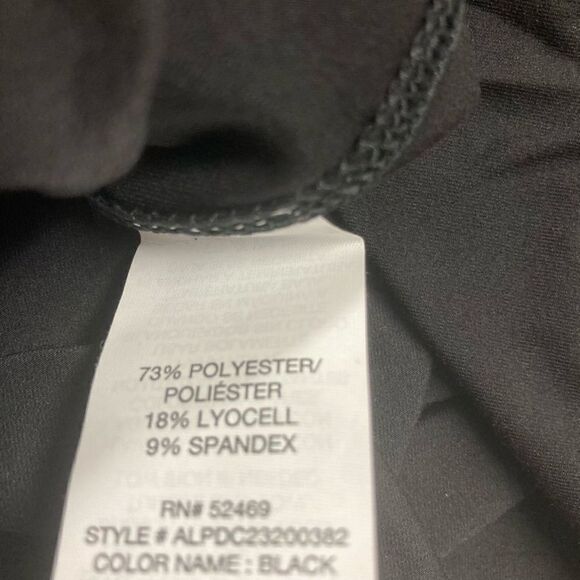 73% POLYESTER/
POLIÉSTER
18% LYOCELL
9% SPANDEX
RN# 52469
STYLE # ALPDC23200382
COLOR NAME : BLACK